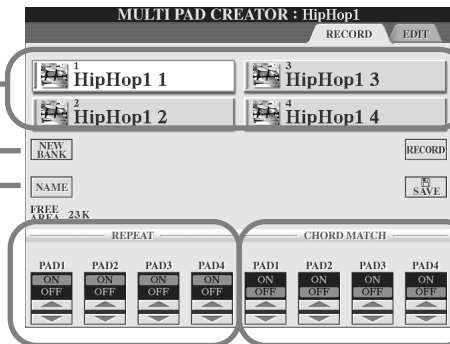 MULTI PAD CREATOR : HipHop1
RECORD EDIT
1 HipHop1 1
3 HipHop1 3
2 HipHop1 2
4 HipHop1 4
NEW BANK
RECORD
NAME
SAVE
FREE AREA 23K
REPEAT
CHORD MATCH
PAD1 PAD2 PAD3 PAD4 PAD1 PAD2 PAD3 PAD4
ON ON ON ON ON ON ON ON
OFF OFF OFF OFF OFF OFF OFF OFF